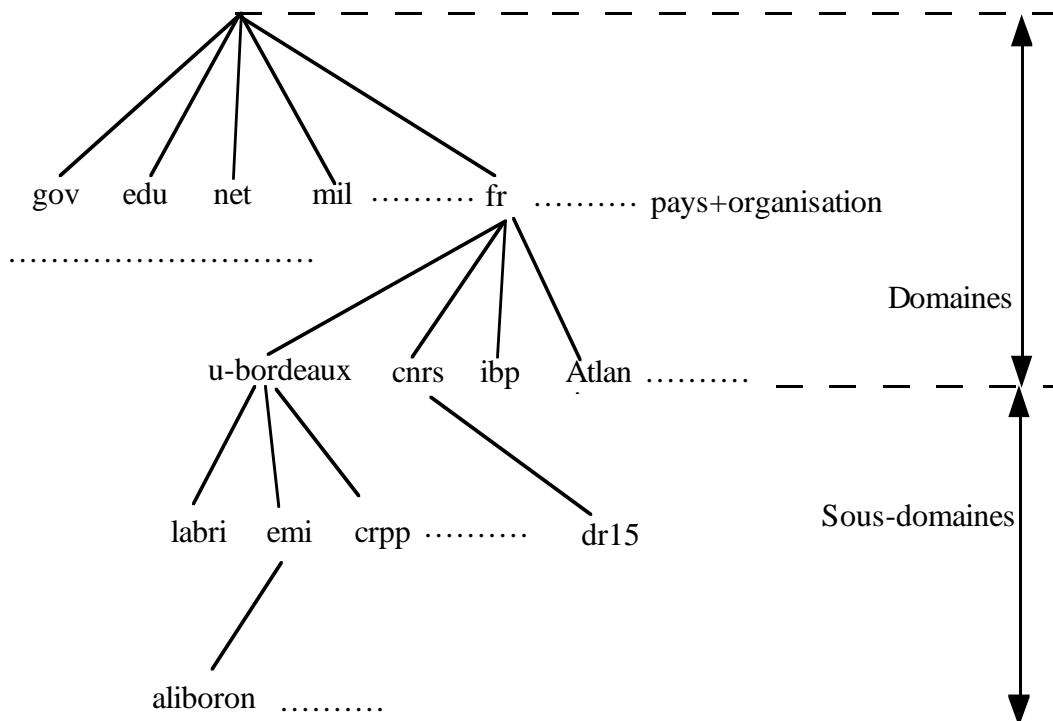 gov edu net mil .......... fr .......... pays+organisation
.............................
Domaines
u-bordeaux cnrs ibp Atlan ..........
labri emi crpp .......... dr15
Sous-domaines
aliboron ..........